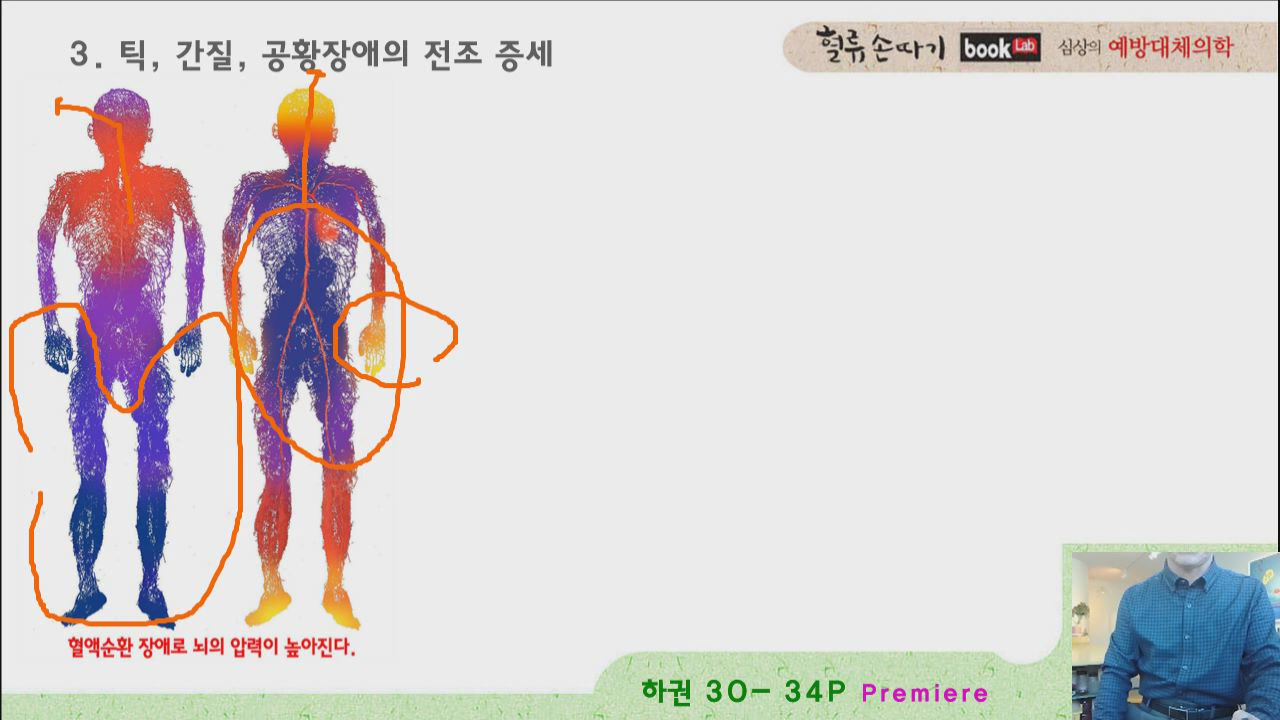 3. 틱, 간질, 공황장애의 전조 증세
혈류 손따기 book Lab 심상의 예방대체의학
혈액순환 장애로 뇌의 압력이 높아진다.
하권 30- 34P Premiere